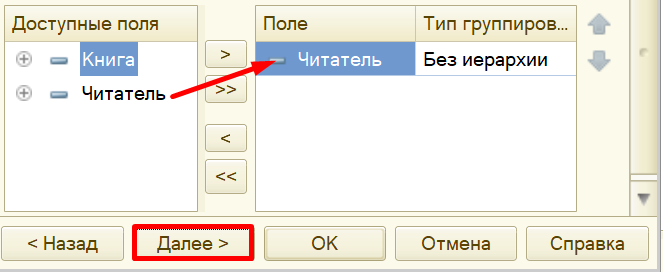 Доступные поля
Поле Тип группиров...
Книга
Читатель
>
>>
<
<<
Читатель Без иерархии
< Назад Далее > OK Отмена Справка